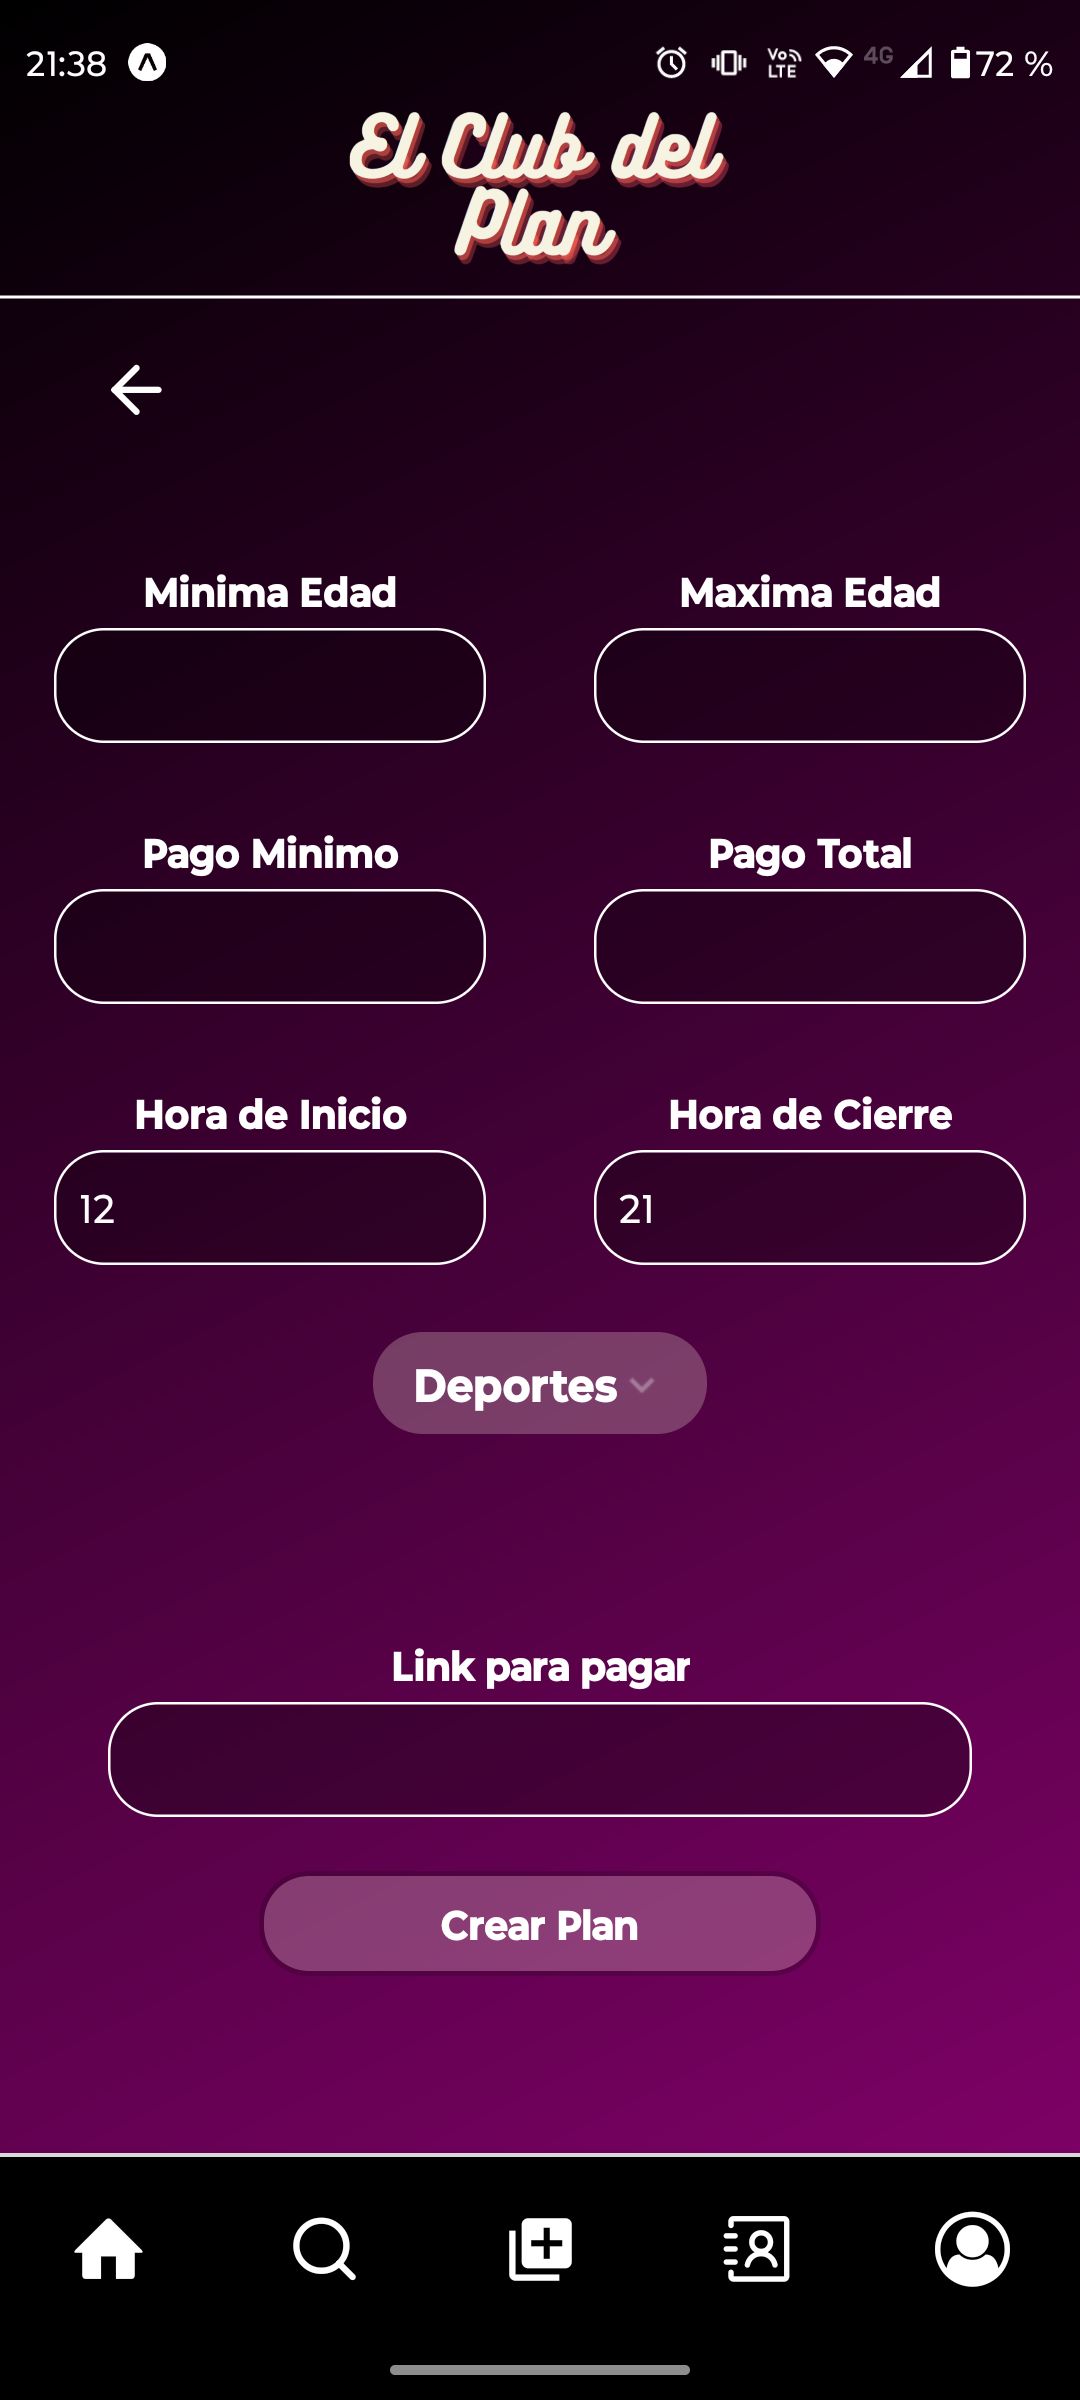 21:38
Vo LTE 4G 72 %
El Club del
Plan
Minima Edad Maxima Edad
Pago Minimo Pago Total
Hora de Inicio Hora de Cierre
12 21
Deportes
Link para pagar
Crear Plan